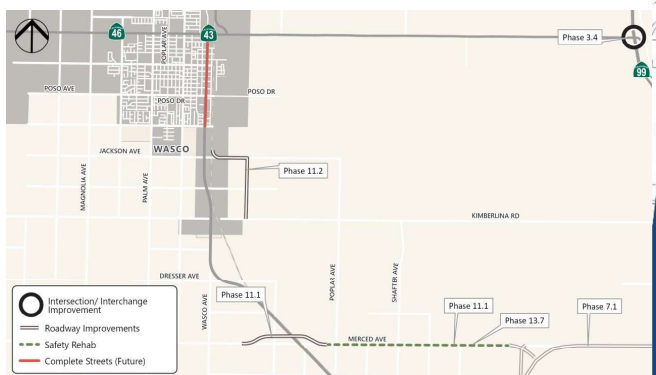 46
43
Phase 3.4
99
POPLAR AVE
POSO AVE
POSO DR
POSO DR
JACKSON AVE
WASCO
MAGNOLIA AVE
PALM AVE
Phase 11.2
KIMBERLINA RD
DRESSER AVE
WASCO AVE
POPLAR AVE
SHAFTER AVE
Phase 11.1
Phase 11.1
Phase 13.7
Phase 7.1
MERCED AVE
Intersection/ Interchange
Improvement
Roadway Improvements
Safety Rehab
Complete Streets (Future)